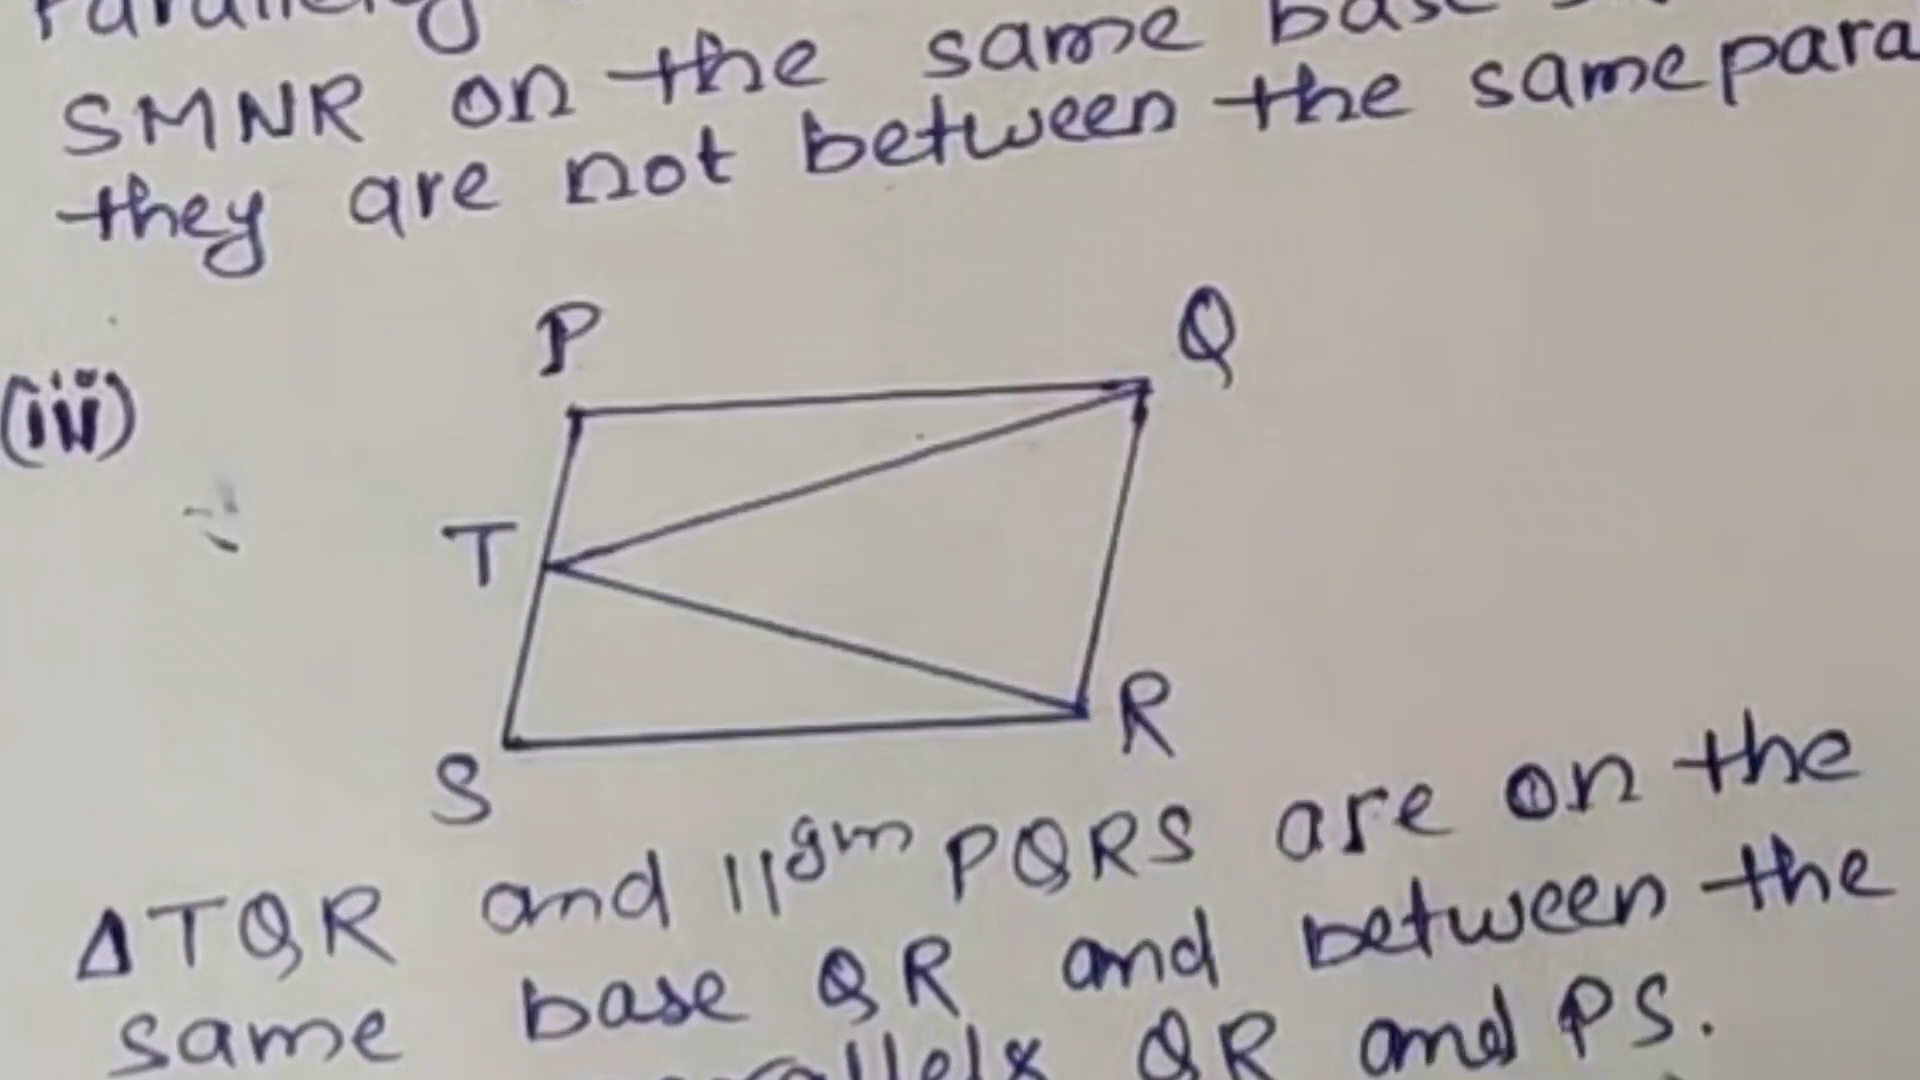 SMNR on the same base
they are not between the same para
(iii)
P
Q
T
S
R
ΔTQR and ||gm PQRS are on the
same base QR and between the
QR and PS.